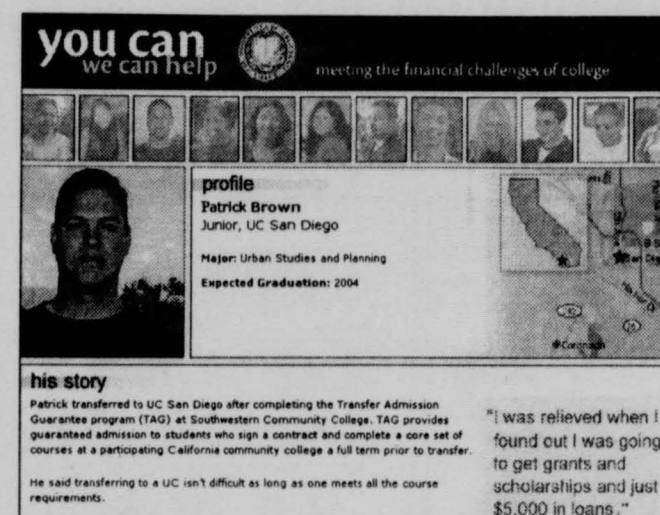 you can
we can help
meeting the financial challenges of college
profile
Patrick Brown
Junior, UC San Diego
Major: Urban Studies and Planning
Expected Graduation: 2004
Coronado
his story
Patrick transferred to UC San Diego after completing the Transfer Admission
Guarantee program (TAG) at Southwestern Community College. TAG provides
guaranteed admission to students who sign a contract and complete a core set of
courses at a participating California community college a full term prior to transfer.
He said transferring to a UC isn't difficult as long as one meets all the course
requirements.
"I was relieved when I
found out I was going
to get grants and
scholarships and just
$5,000 in loans."